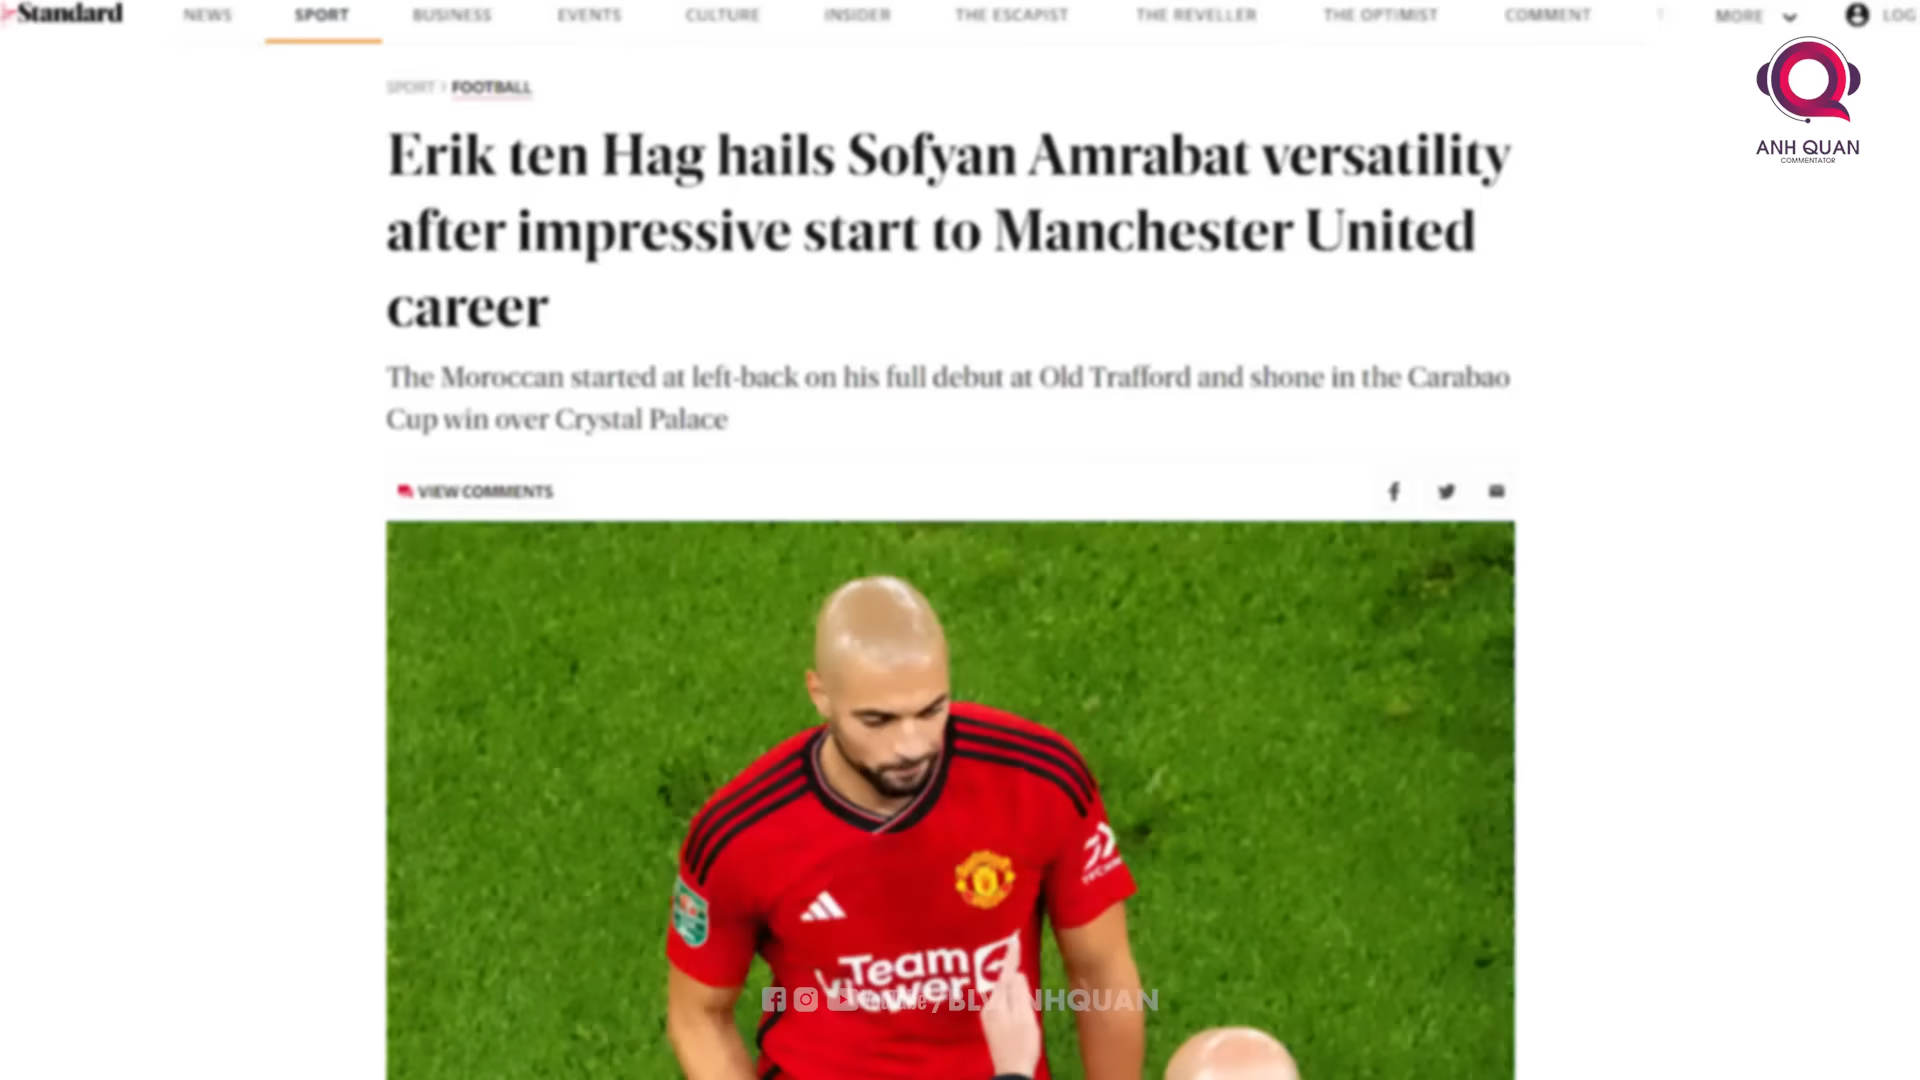 Standard
NEWS SPORT BUSINESS EVENTS CULTURE INSIDER THE ESCAPIST THE REVELLER THE OPTIMIST COMMENT MORE LOG
SPORT › FOOTBALL
ANH QUAN
COMMENTATOR
Erik ten Hag hails Sofyan Amrabat versatility
after impressive start to Manchester United
career
The Moroccan started at left-back on his full debut at Old Trafford and shone in the Carabao
Cup win over Crystal Palace
VIEW COMMENTS
Team
Viewer